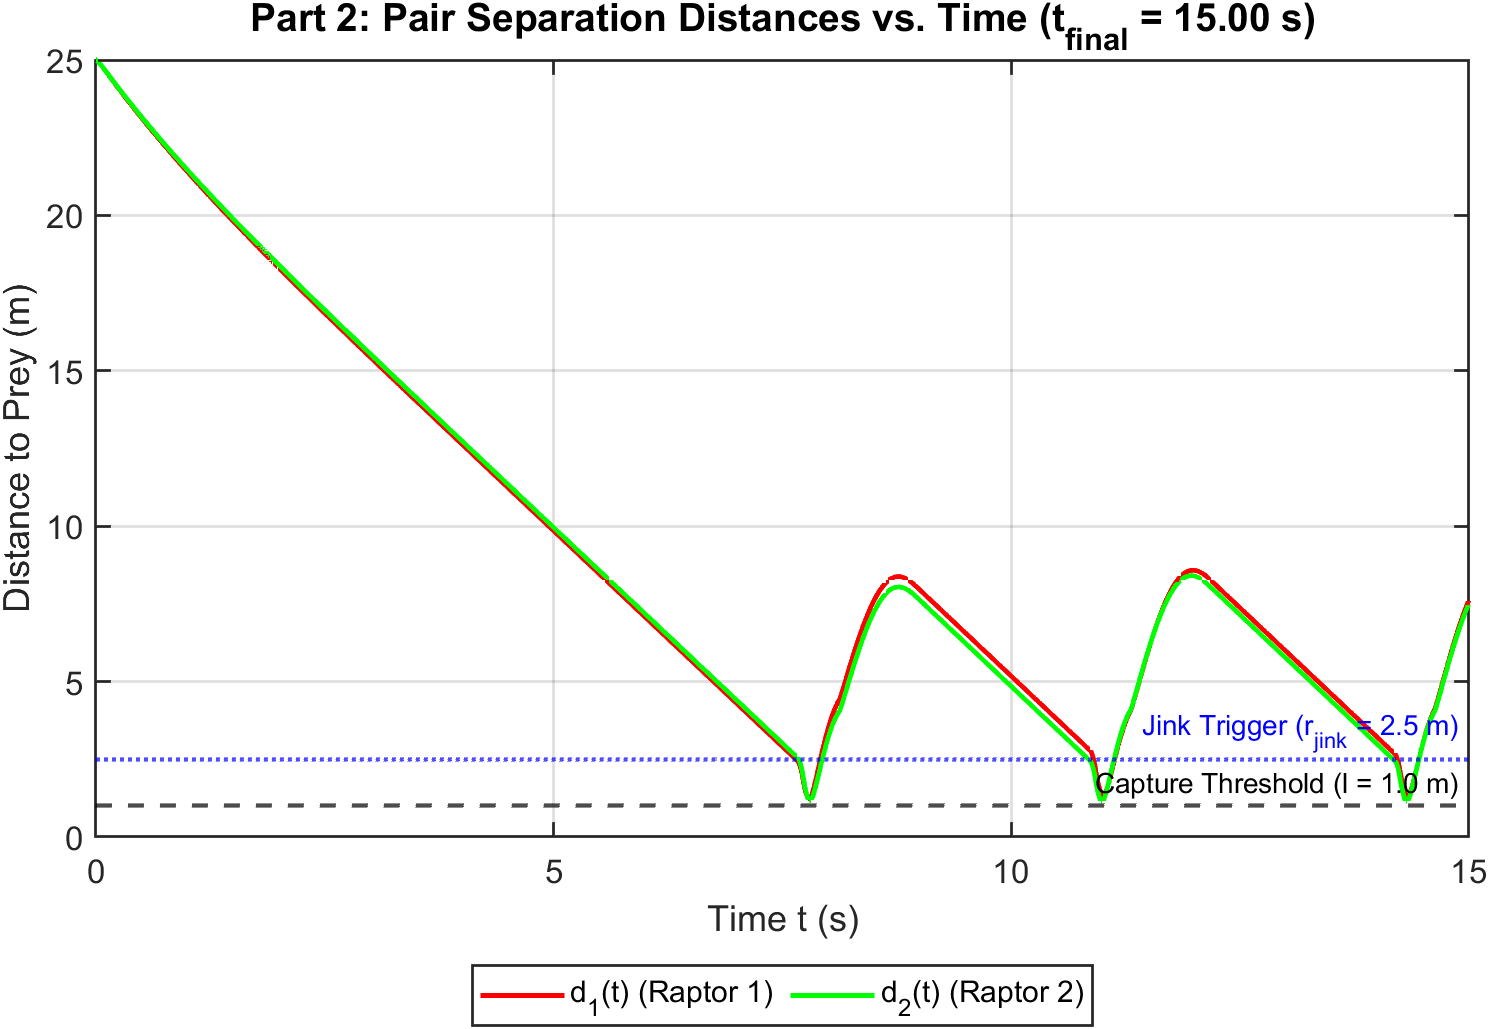 Part 2: Pair Separation Distances vs. Time (t_final = 15.00 s)
25
20
15
10
5
0
Distance to Prey (m)
Jink Trigger (r_jink = 2.5 m)
Capture Threshold (l = 1.0 m)
0 5 10 15
Time t (s)
d_1(t) (Raptor 1) d_2(t) (Raptor 2)